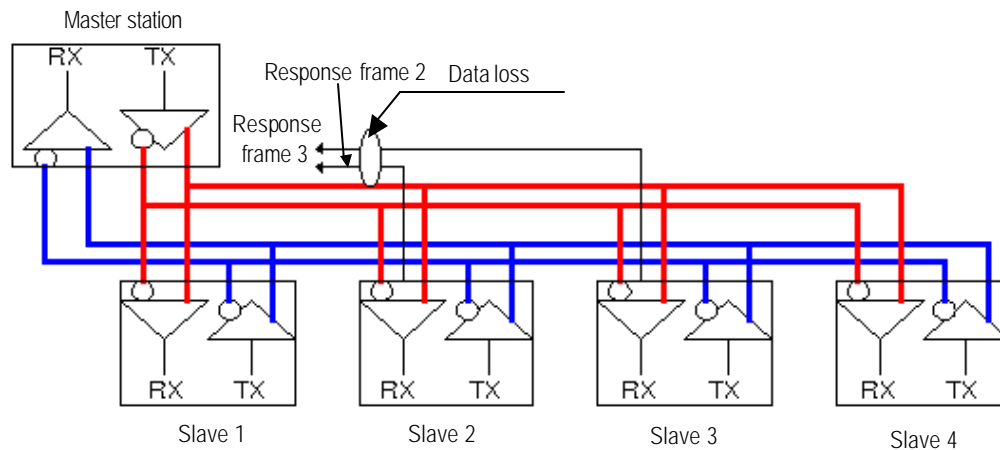 Master station
RX TX
Response frame 2 Data loss
Response
frame 3
RX TX RX TX RX TX RX TX
Slave 1 Slave 2 Slave 3 Slave 4